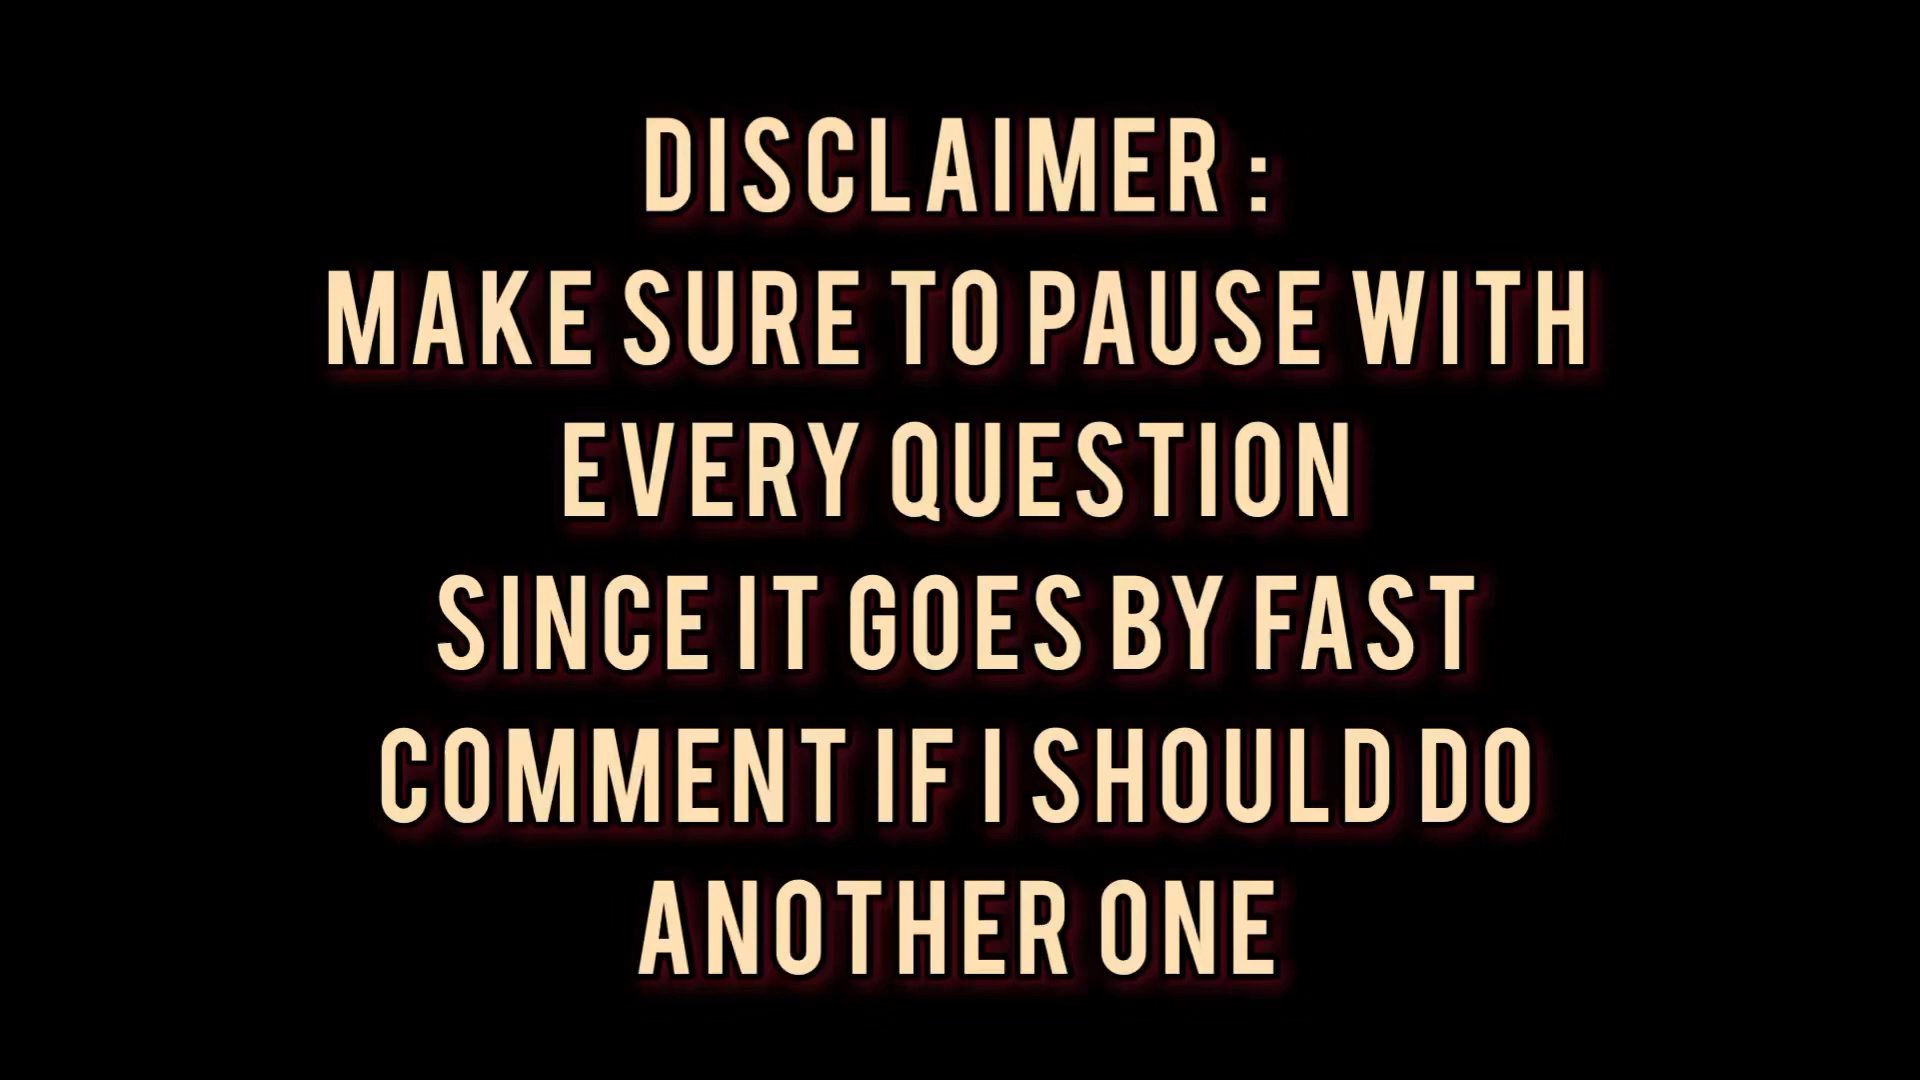 DISCLAIMER :
MAKE SURE TO PAUSE WITH
EVERY QUESTION
SINCE IT GOES BY FAST
COMMENT IF I SHOULD DO
ANOTHER ONE